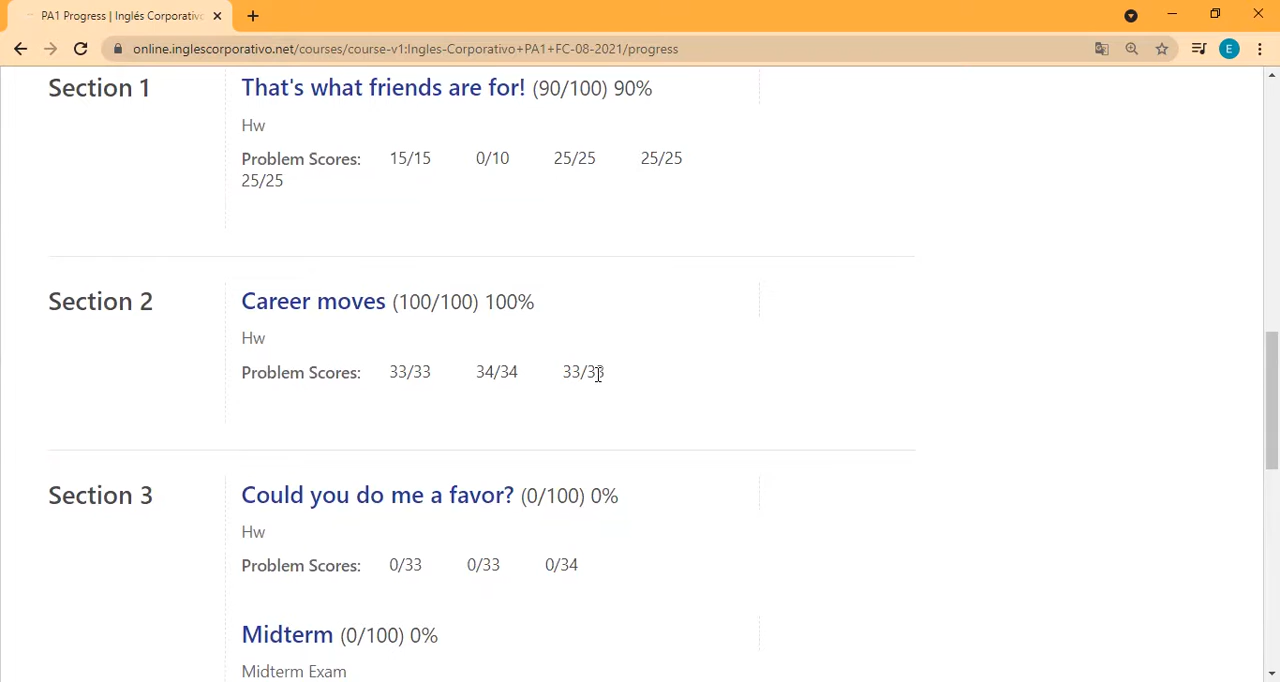 PA1 Progress | Inglés Corporativo
online.inglescorporativo.net/courses/course-v1:Ingles-Corporativo+PA1+FC-08-2021/progress
E
Section 1
That's what friends are for! (90/100) 90%
Hw
Problem Scores: 15/15 0/10 25/25 25/25
25/25
Section 2
Career moves (100/100) 100%
Hw
Problem Scores: 33/33 34/34 33/33
Section 3
Could you do me a favor? (0/100) 0%
Hw
Problem Scores: 0/33 0/33 0/34
Midterm (0/100) 0%
Midterm Exam